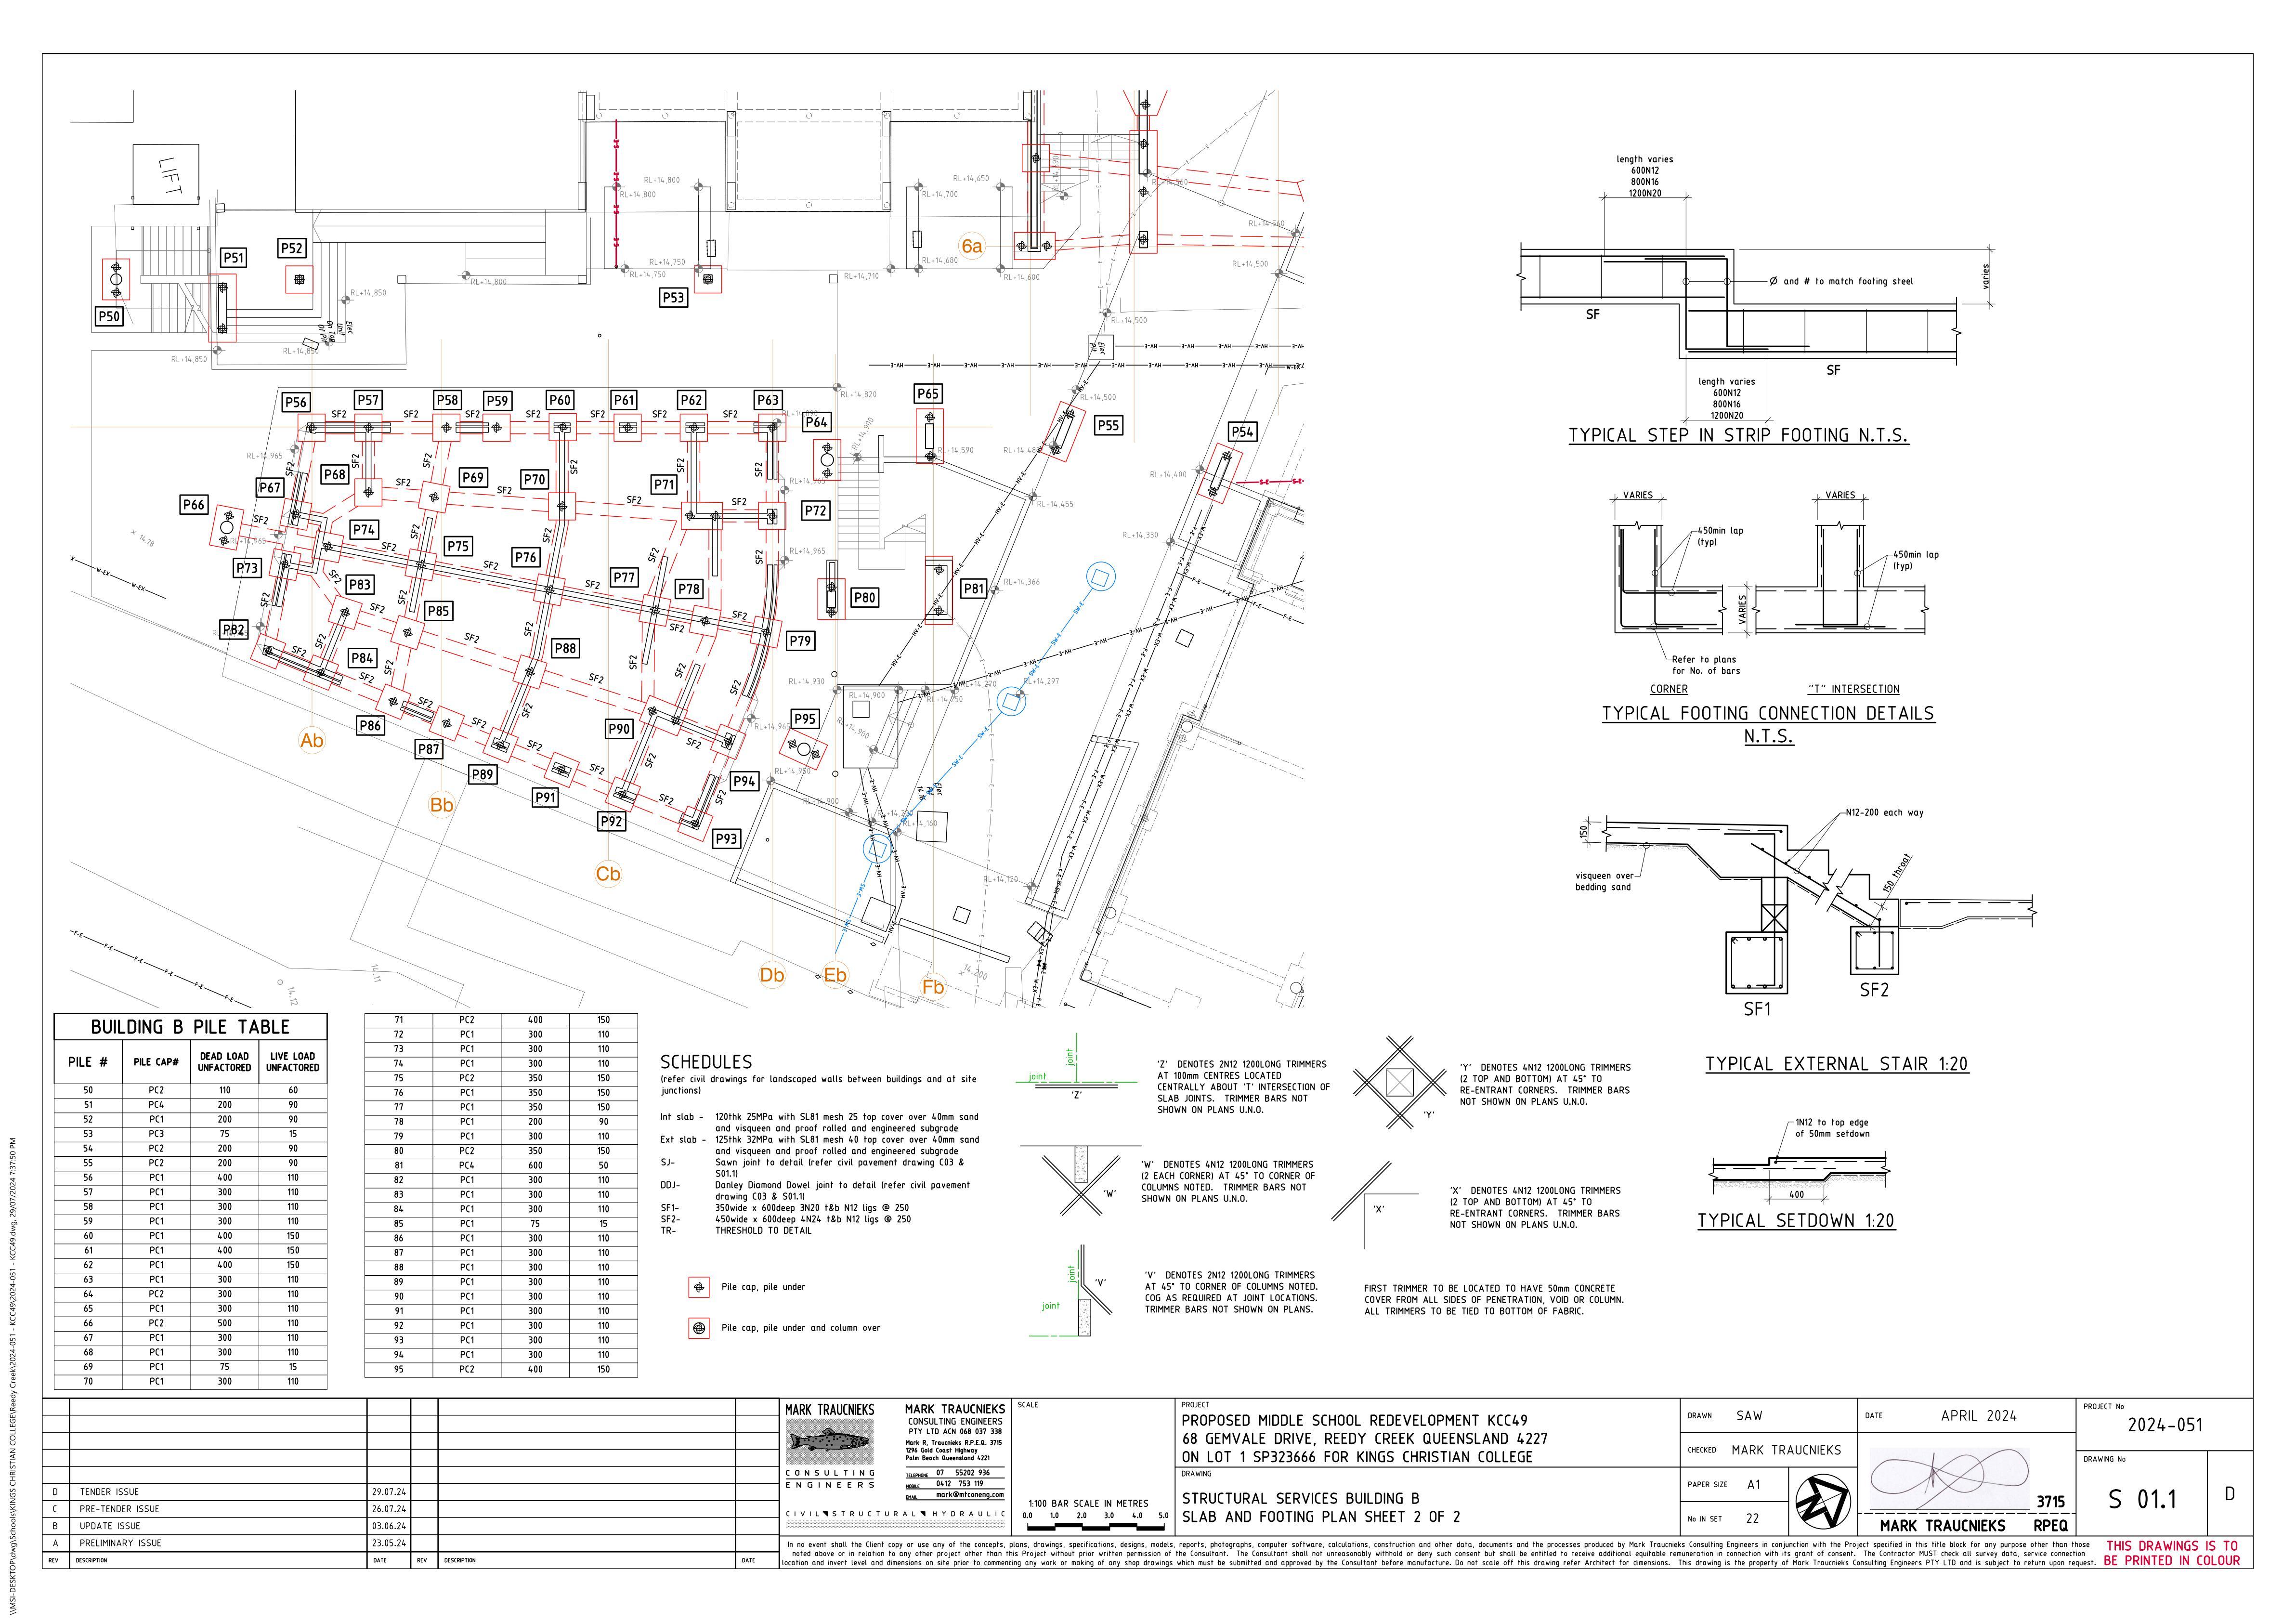 LIFT
P50
P51
P52
P53
P54
P55
P56
P57
P58
P59
P60
P61
P62
P63
P64
P65
P66
P67
P68
P69
P70
P71
P72
P73
P74
P75
P76
P77
P78
P79
P80
P81
P82
P83
P84
P85
P86
P87
P88
P89
P90
P91
P92
P93
P94
P95
6a
Ab
Bb
Cb
Db
Eb
Fb
SF2
RL+14,800
RL+14,800
RL+14,650
RL+14,700
RL+14,560
RL+14,750
RL+14,750
RL+14,680
RL+14,710
RL+14,600
RL+14,500
RL+14,850
RL+14,800
RL+14,850
RL+14,500
RL+14,820
RL+14,500
RL+14,900
RL+14,590
RL+14,965
RL+14,400
RL+14,455
RL+14,330
RL+14,965
RL+14,366
RL+14,930
RL+14,900
RL+14,297
RL+14,900
RL+14,160
RL+14,120
14.78
14.11
14.12
14.200
length varies
600N12
800N16
1200N20
Ø and # to match footing steel
varies
SF
SF
length varies
600N12
800N16
1200N20
TYPICAL STEP IN STRIP FOOTING N.T.S.
VARIES
VARIES
450min lap
(typ)
450min lap
(typ)
VARIES
Refer to plans
for No. of bars
CORNER
"T" INTERSECTION
TYPICAL FOOTING CONNECTION DETAILS
N.T.S.
N12-200 each way
150
visqueen over
bedding sand
150 throat
SF1
SF2
TYPICAL EXTERNAL STAIR 1:20
1N12 to top edge
of 50mm setdown
400
TYPICAL SETDOWN 1:20
BUILDING B PILE TABLE
PILE # PILE CAP# DEAD LOAD UNFACTORED LIVE LOAD UNFACTORED
50 PC2 110 60
51 PC4 200 90
52 PC1 200 90
53 PC3 75 15
54 PC2 200 90
55 PC2 200 90
56 PC1 400 110
57 PC1 300 110
58 PC1 300 110
59 PC1 300 110
60 PC1 400 150
61 PC1 400 150
62 PC1 400 150
63 PC1 300 110
64 PC2 300 110
65 PC1 300 110
66 PC2 500 110
67 PC1 300 110
68 PC1 300 110
69 PC1 75 15
70 PC1 300 110
71 PC2 400 150
72 PC1 300 110
73 PC1 300 110
74 PC1 300 110
75 PC2 350 150
76 PC1 350 150
77 PC1 350 150
78 PC1 200 90
79 PC1 300 110
80 PC2 350 150
81 PC4 600 50
82 PC1 300 110
83 PC1 300 110
84 PC1 300 110
85 PC1 75 15
86 PC1 300 110
87 PC1 300 110
88 PC1 300 110
89 PC1 300 110
90 PC1 300 110
91 PC1 300 110
92 PC1 300 110
93 PC1 300 110
94 PC1 300 110
95 PC2 400 150
SCHEDULES
(refer civil drawings for landscaped walls between buildings and at site
junctions)
Int slab - 120thk 25MPa with SL81 mesh 25 top cover over 40mm sand
and visqueen and proof rolled and engineered subgrade
Ext slab - 125thk 32MPa with SL81 mesh 40 top cover over 40mm sand
and visqueen and proof rolled and engineered subgrade
SJ- Sawn joint to detail (refer civil pavement drawing C03 &
S01.1)
DDJ- Danley Diamond Dowel joint to detail (refer civil pavement
drawing C03 & S01.1)
SF1- 350wide x 600deep 3N20 t&b N12 ligs @ 250
SF2- 450wide x 600deep 4N24 t&b N12 ligs @ 250
TR- THRESHOLD TO DETAIL
Pile cap, pile under
Pile cap, pile under and column over
joint
joint
'Z'
'Z' DENOTES 2N12 1200LONG TRIMMERS
AT 100mm CENTRES LOCATED
CENTRALLY ABOUT 'T' INTERSECTION OF
SLAB JOINTS. TRIMMER BARS NOT
SHOWN ON PLANS U.N.O.
'Y'
'Y' DENOTES 4N12 1200LONG TRIMMERS
(2 TOP AND BOTTOM) AT 45° TO
RE-ENTRANT CORNERS. TRIMMER BARS
NOT SHOWN ON PLANS U.N.O.
'W'
'W' DENOTES 4N12 1200LONG TRIMMERS
(2 EACH CORNER) AT 45° TO CORNER OF
COLUMNS NOTED. TRIMMER BARS NOT
SHOWN ON PLANS U.N.O.
'X'
'X' DENOTES 4N12 1200LONG TRIMMERS
(2 TOP AND BOTTOM) AT 45° TO
RE-ENTRANT CORNERS. TRIMMER BARS
NOT SHOWN ON PLANS U.N.O.
joint
joint
'V'
'V' DENOTES 2N12 1200LONG TRIMMERS
AT 45° TO CORNER OF COLUMNS NOTED.
COG AS REQUIRED AT JOINT LOCATIONS.
TRIMMER BARS NOT SHOWN ON PLANS.
FIRST TRIMMER TO BE LOCATED TO HAVE 50mm CONCRETE
COVER FROM ALL SIDES OF PENETRATION, VOID OR COLUMN.
ALL TRIMMERS TO BE TIED TO BOTTOM OF FABRIC.
D TENDER ISSUE 29.07.24
C PRE-TENDER ISSUE 26.07.24
B UPDATE ISSUE 03.06.24
A PRELIMINARY ISSUE 23.05.24
REV DESCRIPTION DATE REV DESCRIPTION DATE
MARK TRAUCNIEKS
CONSULTING
ENGINEERS
MARK TRAUCNIEKS
CONSULTING ENGINEERS
PTY LTD ACN 068 037 338
Mark R, Traucnieks R.P.E.Q. 3715
1296 Gold Coast Highway
Palm Beach Queensland 4221
TELEPHONE 07 55202 936
MOBILE 0412 753 119
EMAIL mark@mtconeng.com
CIVIL STRUCTURAL HYDRAULIC
SCALE
1:100 BAR SCALE IN METRES
0.0 1.0 2.0 3.0 4.0 5.0
PROJECT
PROPOSED MIDDLE SCHOOL REDEVELOPMENT KCC49
68 GEMVALE DRIVE, REEDY CREEK QUEENSLAND 4227
ON LOT 1 SP323666 FOR KINGS CHRISTIAN COLLEGE
DRAWING
STRUCTURAL SERVICES BUILDING B
SLAB AND FOOTING PLAN SHEET 2 OF 2
DRAWN SAW
CHECKED MARK TRAUCNIEKS
PAPER SIZE A1
No IN SET 22
DATE APRIL 2024
3715
MARK TRAUCNIEKS RPEQ
PROJECT No
2024-051
DRAWING No
S 01.1 D
In no event shall the Client copy or use any of the concepts, plans, drawings, specifications, designs, models, reports, photographs, computer software, calculations, construction and other data, documents and the processes produced by Mark Traucnieks Consulting Engineers in conjunction with the Project specified in this title block for any purpose other than those
noted above or in relation to any other project other than this Project without prior written permission of the Consultant. The Consultant shall not unreasonably withhold or deny such consent but shall be entitled to receive additional equitable remuneration in connection with its grant of consent. The Contractor MUST check all survey data, service connection
location and invert level and dimensions on site prior to commencing any work or making of any shop drawings which must be submitted and approved by the Consultant before manufacture. Do not scale off this drawing refer Architect for dimensions. This drawing is the property of Mark Traucnieks Consulting Engineers PTY LTD and is subject to return upon request.
THIS DRAWINGS IS TO
BE PRINTED IN COLOUR
\\MSI-DESKTOP\dwg\Schools\KINGS CHRISTIAN COLLEGE\Reedy Creek\2024-051 - KCC49\2024-051 - KCC49.dwg, 29/07/2024 7:37:50 PM